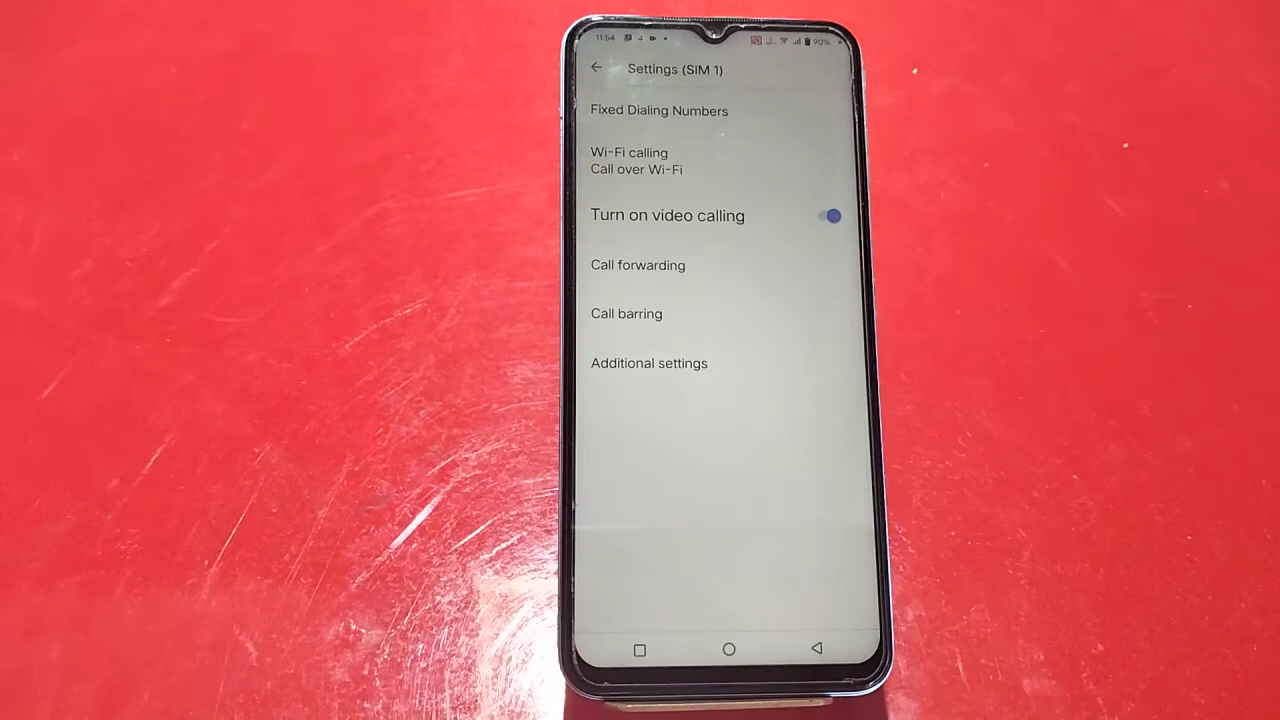 11:54
90%
Settings (SIM 1)
Fixed Dialing Numbers
Wi-Fi calling
Call over Wi-Fi
Turn on video calling
Call forwarding
Call barring
Additional settings